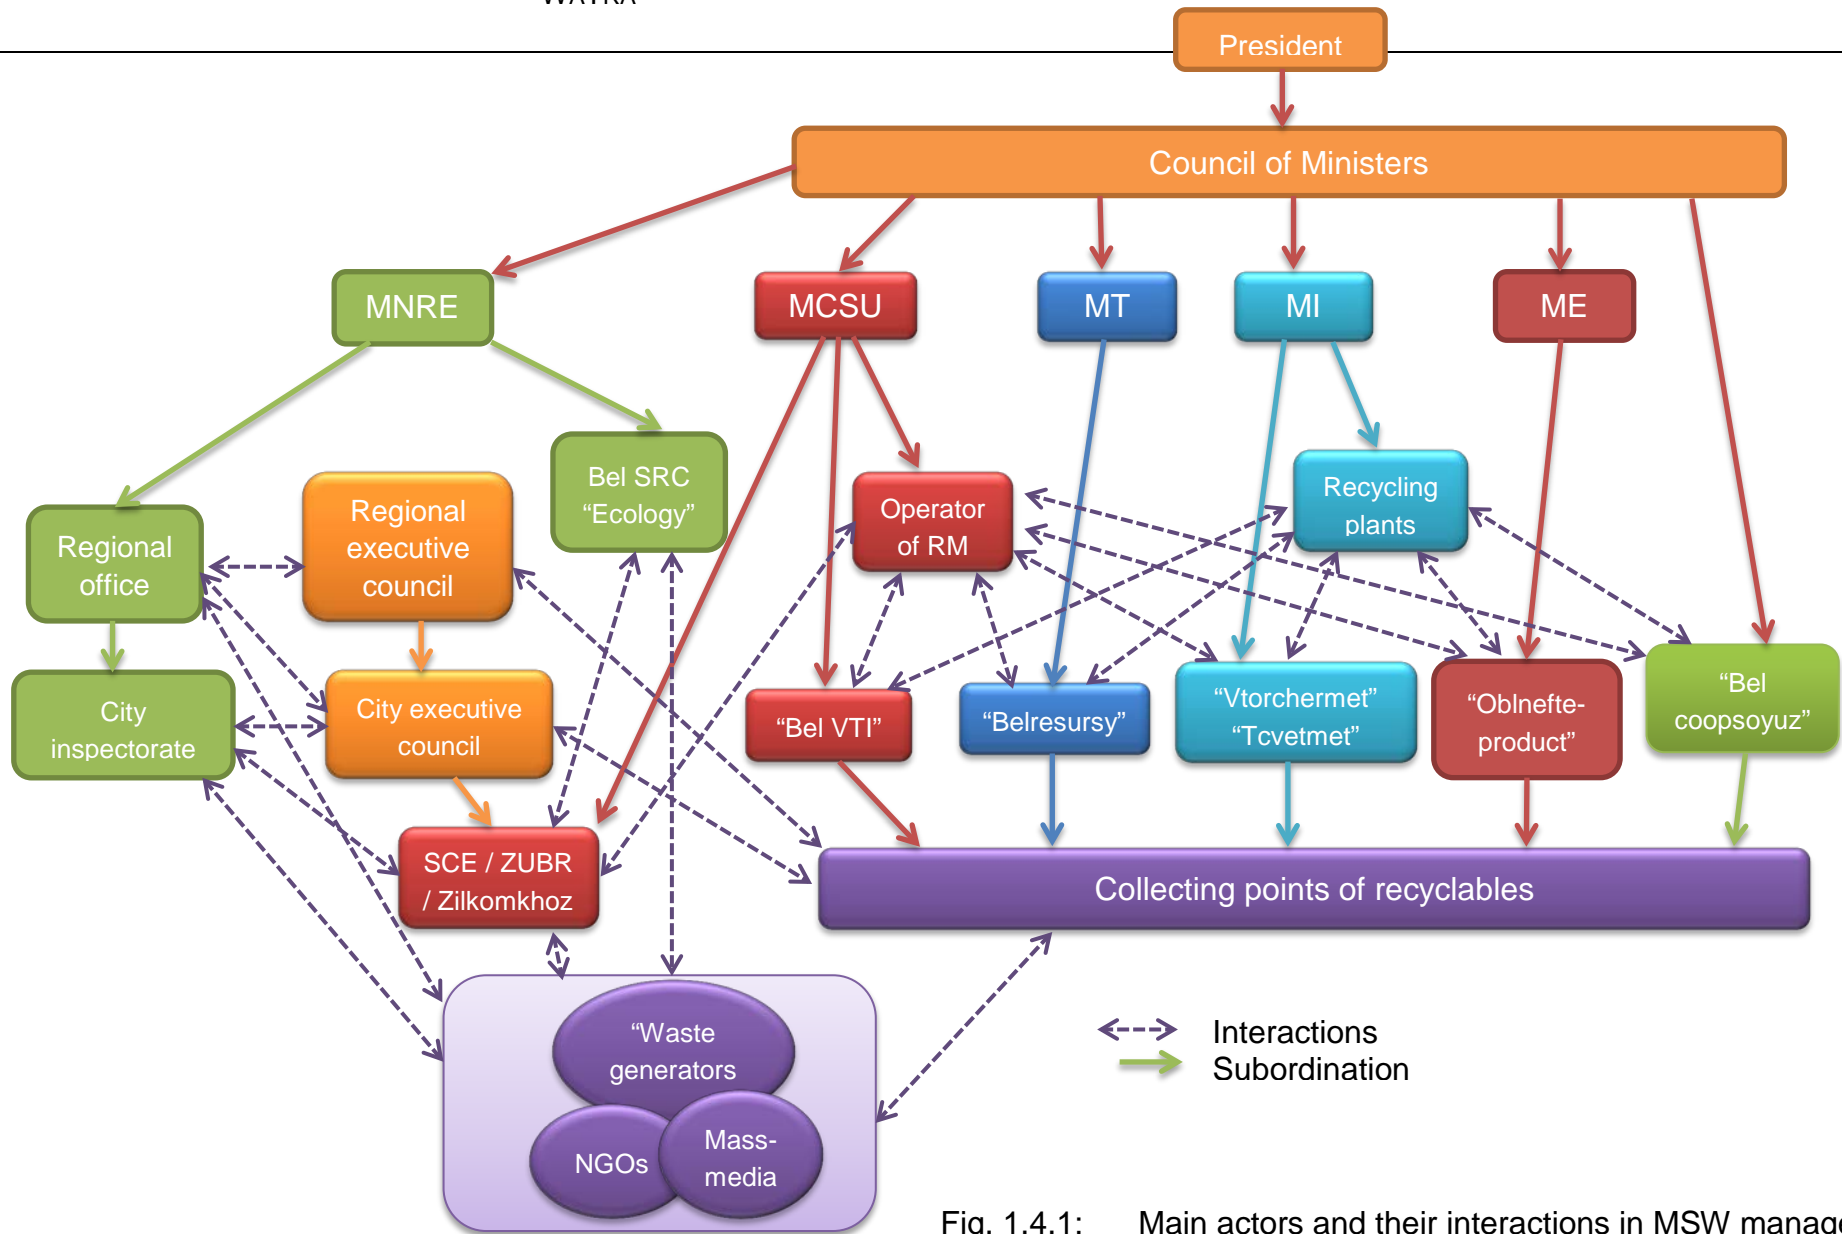 President
Council of Ministers
MNRE
MCSU
MT
MI
ME
Bel SRC
“Ecology”
Regional
executive
council
Operator
of RM
Recycling
plants
Regional
office
City
inspectorate
City executive
council
“Bel VTI”
“Belresursy”
“Vtorchermet”
“Tcvetmet”
“Oblnefte-
product”
“Bel
coopsoyuz”
SCE / ZUBR
/ Zilkomkhoz
Collecting points of recyclables
“Waste
generators
NGOs
Mass-
media
Interactions
Subordination
Fig. 1.4.1: Main actors and their interactions in MSW